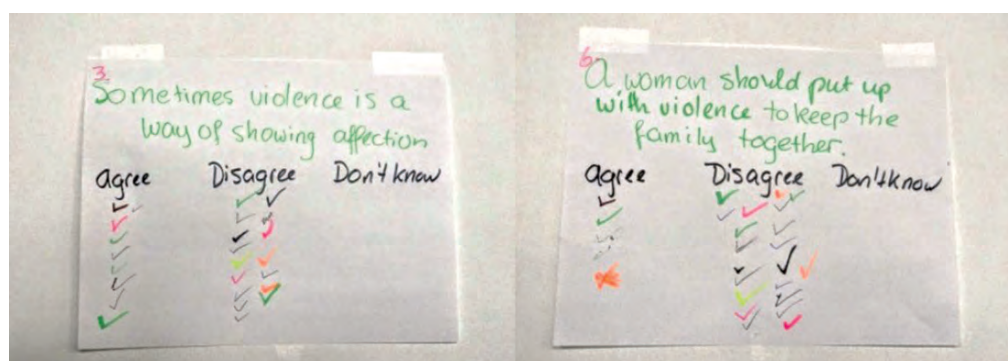 3.
Sometimes violence is a
way of showing affection
agree Disagree Don't know
6.
A woman should put up
with violence to keep the
family together.
agree Disagree Don't know